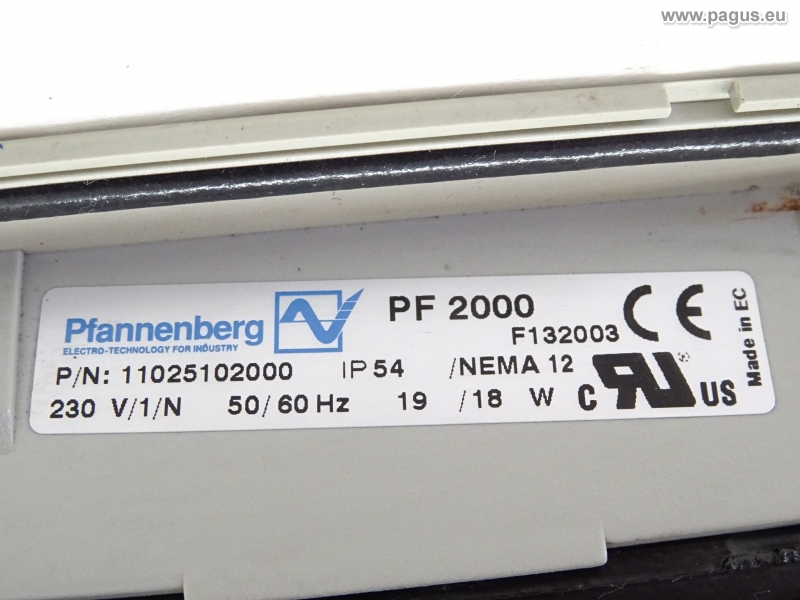 www.pagus.eu
Pfannenberg
ELECTRO-TECHNOLOGY FOR INDUSTRY
PF 2000
F132003
CE
Made in EC
P/N: 11025102000 IP 54 /NEMA 12
230 V/1/N 50/60 Hz 19 /18 W
C RU ® US